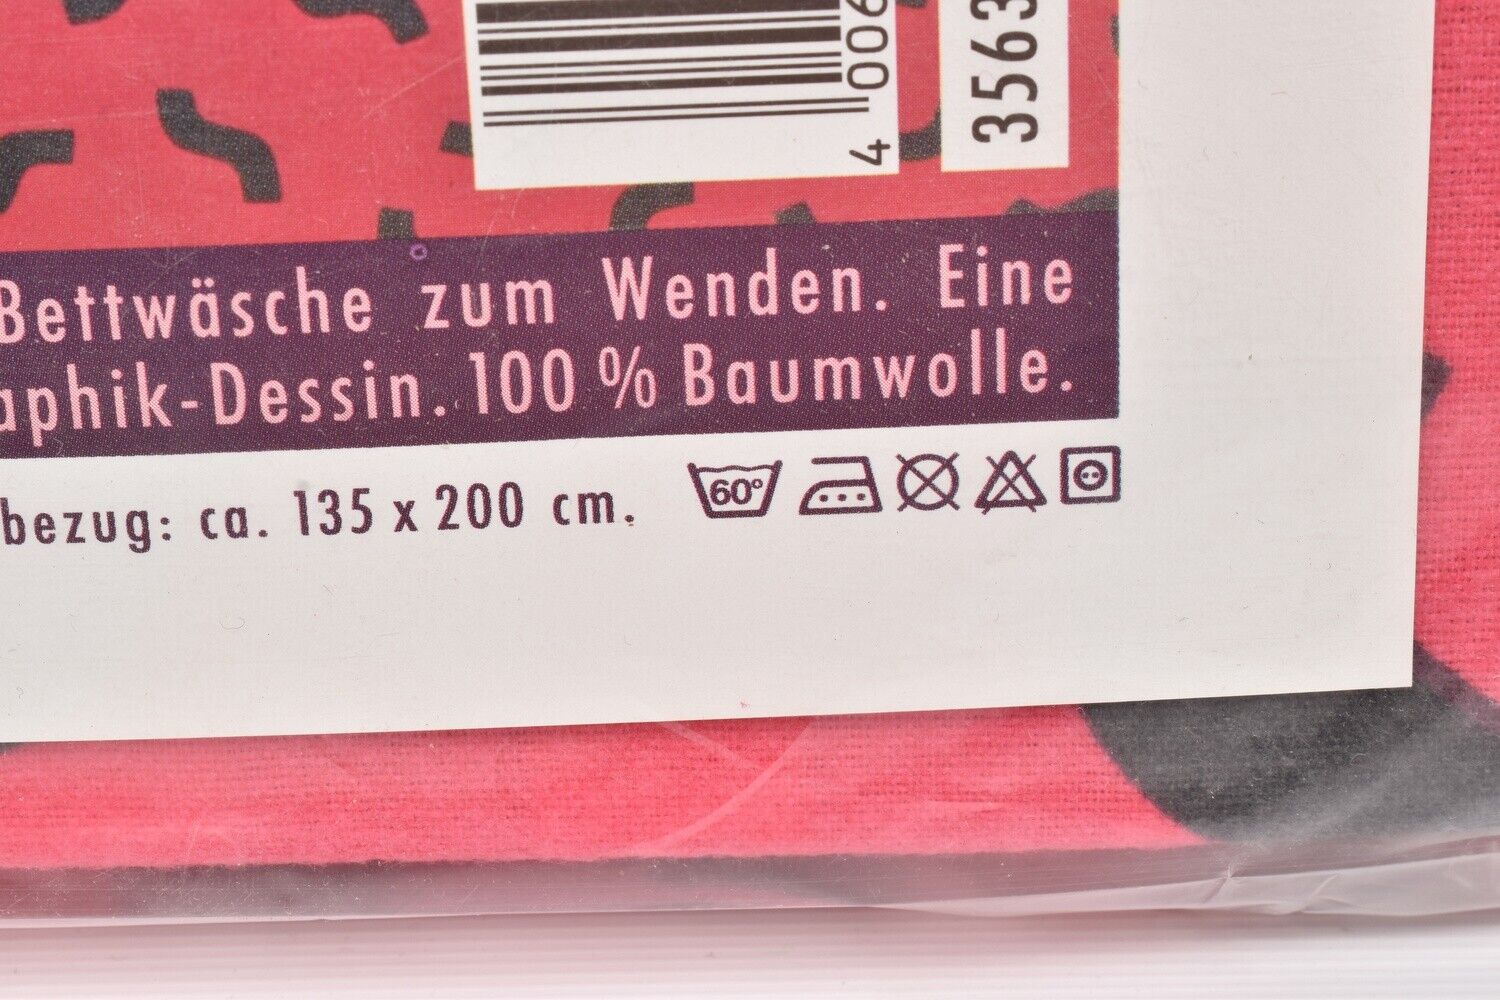 4 006
3563
Bettwäsche zum Wenden. Eine
aphik-Dessin. 100 % Baumwolle.
bezug: ca. 135 x 200 cm.
60°